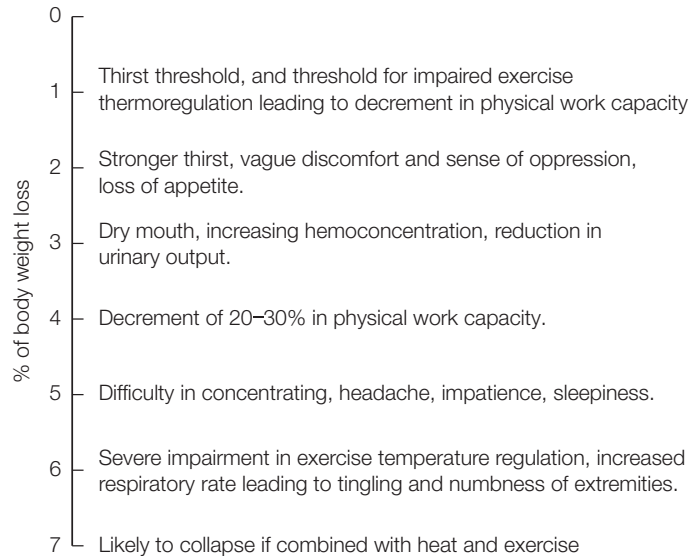 0
1 Thirst threshold, and threshold for impaired exercise
thermoregulation leading to decrement in physical work capacity
2 Stronger thirst, vague discomfort and sense of oppression,
loss of appetite.
% of body weight loss
3 Dry mouth, increasing hemoconcentration, reduction in
urinary output.
4 Decrement of 20–30% in physical work capacity.
5 Difficulty in concentrating, headache, impatience, sleepiness.
6 Severe impairment in exercise temperature regulation, increased
respiratory rate leading to tingling and numbness of extremities.
7 Likely to collapse if combined with heat and exercise